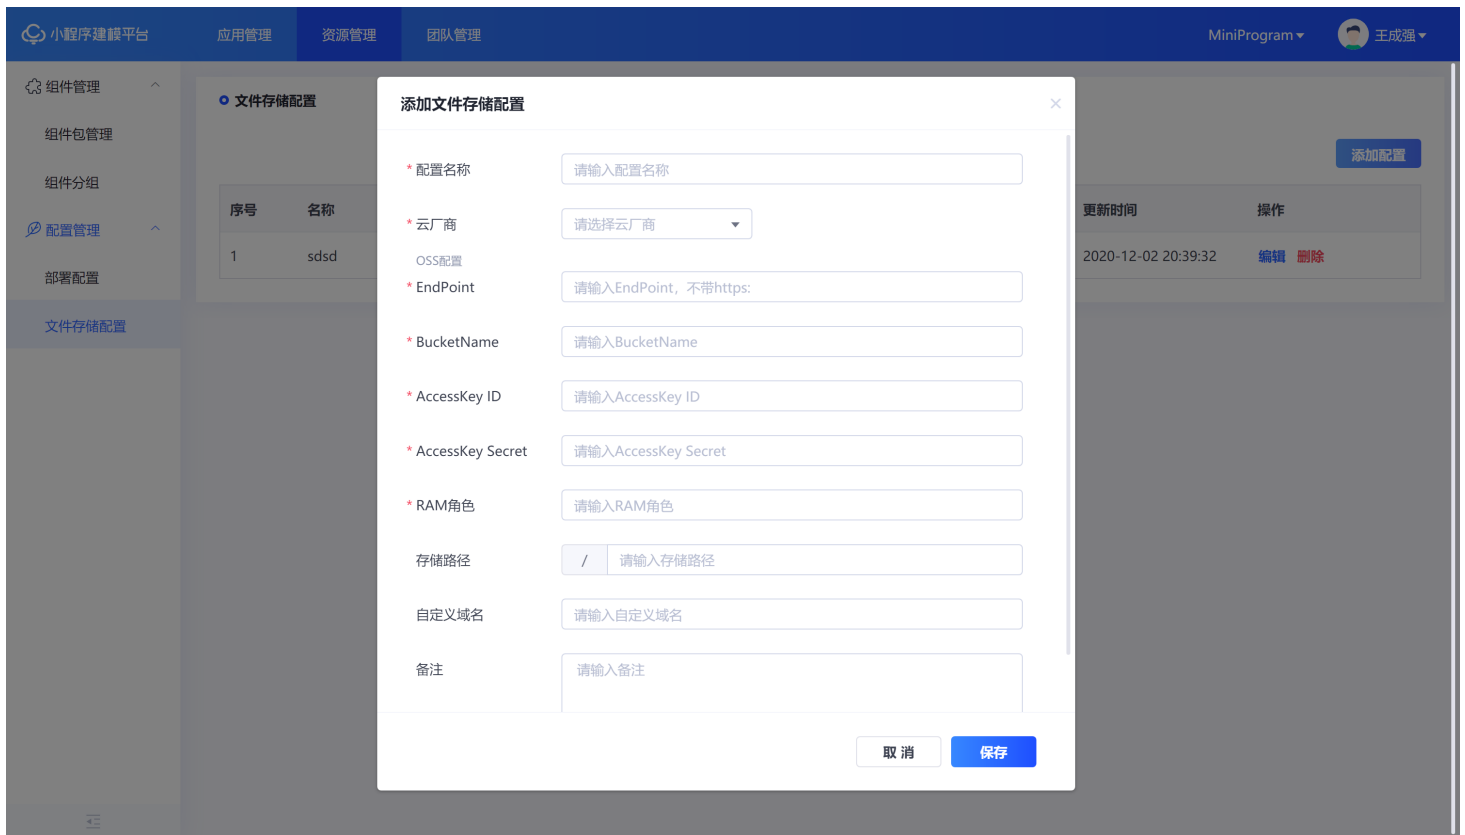 小程序建模平台
应用管理
资源管理
团队管理
MiniProgram
王成强
组件管理
组件包管理
组件分组
配置管理
部署配置
文件存储配置
文件存储配置
添加配置
序号 名称 更新时间 操作
1 sdsd 2020-12-02 20:39:32 编辑 删除
添加文件存储配置
* 配置名称 请输入配置名称
* 云厂商 请选择云厂商
OSS配置
* EndPoint 请输入EndPoint，不带https:
* BucketName 请输入BucketName
* AccessKey ID 请输入AccessKey ID
* AccessKey Secret 请输入AccessKey Secret
* RAM角色 请输入RAM角色
存储路径 / 请输入存储路径
自定义域名 请输入自定义域名
备注 请输入备注
取 消
保存